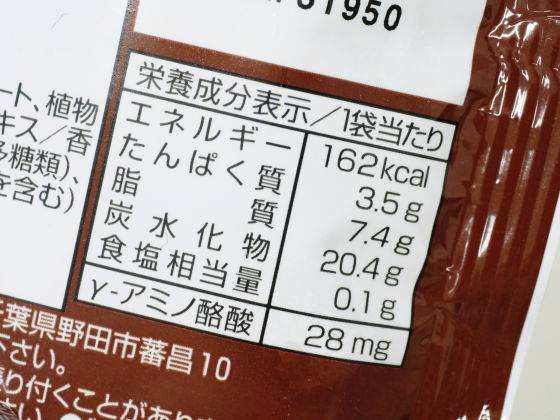 31950
ート、植物
キス／香
多糖類)、
を含む)
栄養成分表示／1袋当たり
エネルギー 162kcal
たんぱく質 3.5g
脂質 7.4g
炭水化物 20.4g
食塩相当量 0.1g
γ-アミノ酪酸 28mg
葉県野田市蕃昌10
下さい。
り付くことがありま